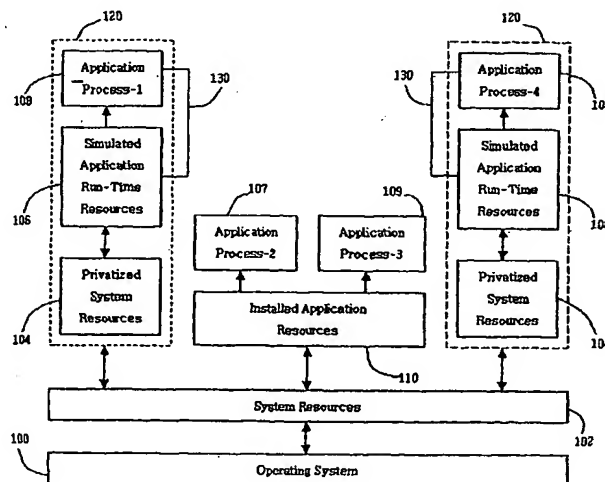 120
120
Application
Process-1
130
130
Application
Process-4
Simulated
Application
Run-Time
Resources
106
Simulated
Application
Run-Time
Resources
107
109
Application
Process-2
Application
Process-3
Privatized
System
Resources
104
Installed Application
Resources
110
Privatized
System
Resources
System Resources
102
100
Operating System